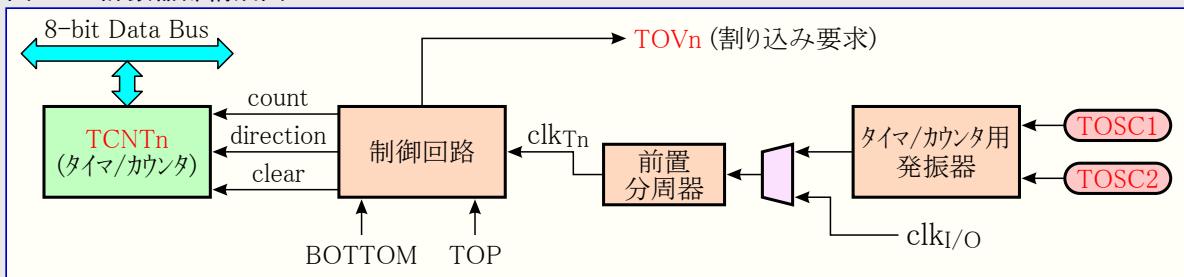 8-bit Data Bus
TOVn (割り込み要求)
count
direction
clear
TCNTn
(タイマ/カウンタ)
制御回路
clkTn
前置
分周器
タイマ/カウンタ用
発振器
TOSC1
TOSC2
clkI/O
BOTTOM
TOP